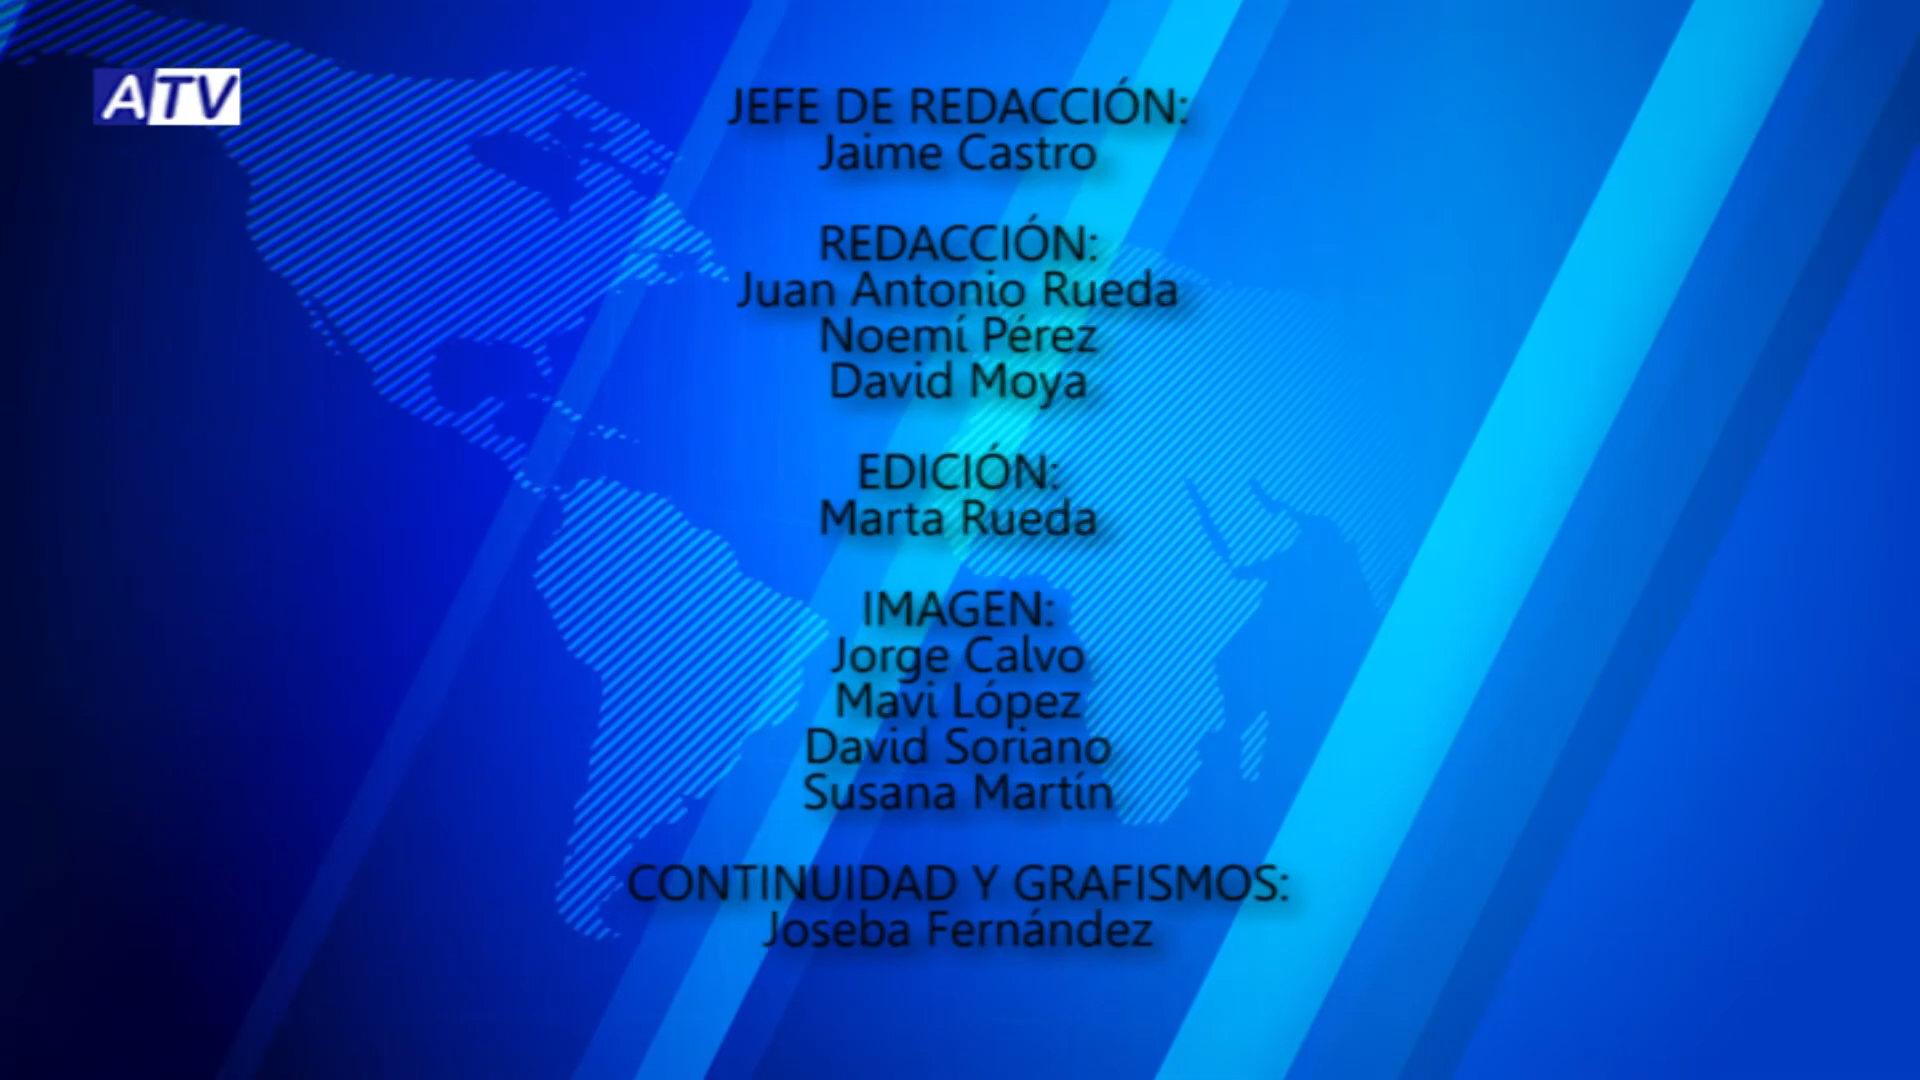 ATV
JEFE DE REDACCIÓN:
Jaime Castro
REDACCIÓN:
Juan Antonio Rueda
Noemí Pérez
David Moya
EDICIÓN:
Marta Rueda
IMAGEN:
Jorge Calvo
Mavi López
David Soriano
Susana Martín
CONTINUIDAD Y GRAFISMOS:
Joseba Fernández